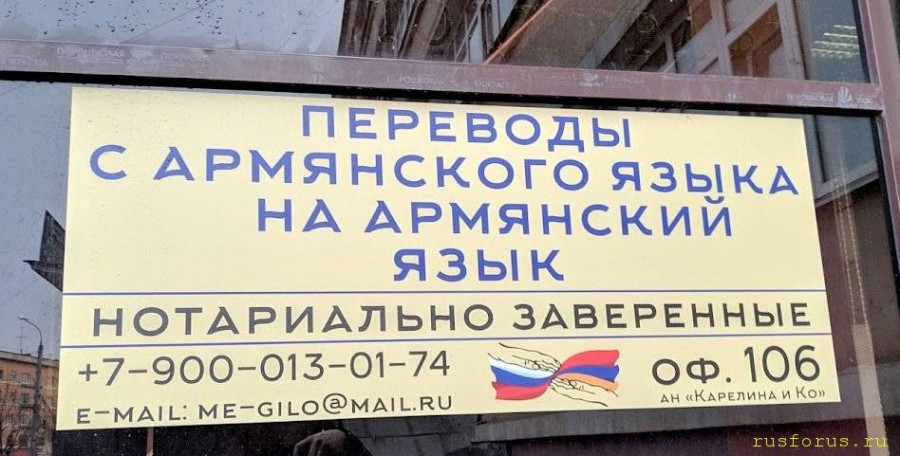 ПЕРЕВОДЫ
С АРМЯНСКОГО ЯЗЫКА
НА АРМЯНСКИЙ
ЯЗЫК
НОТАРИАЛЬНО ЗАВЕРЕННЫЕ
+7-900-013-01-74
E-MAIL: ME-GILO@MAIL.RU
ОФ. 106
АН «КАРЕЛИНА И КО»
rusforus.ru